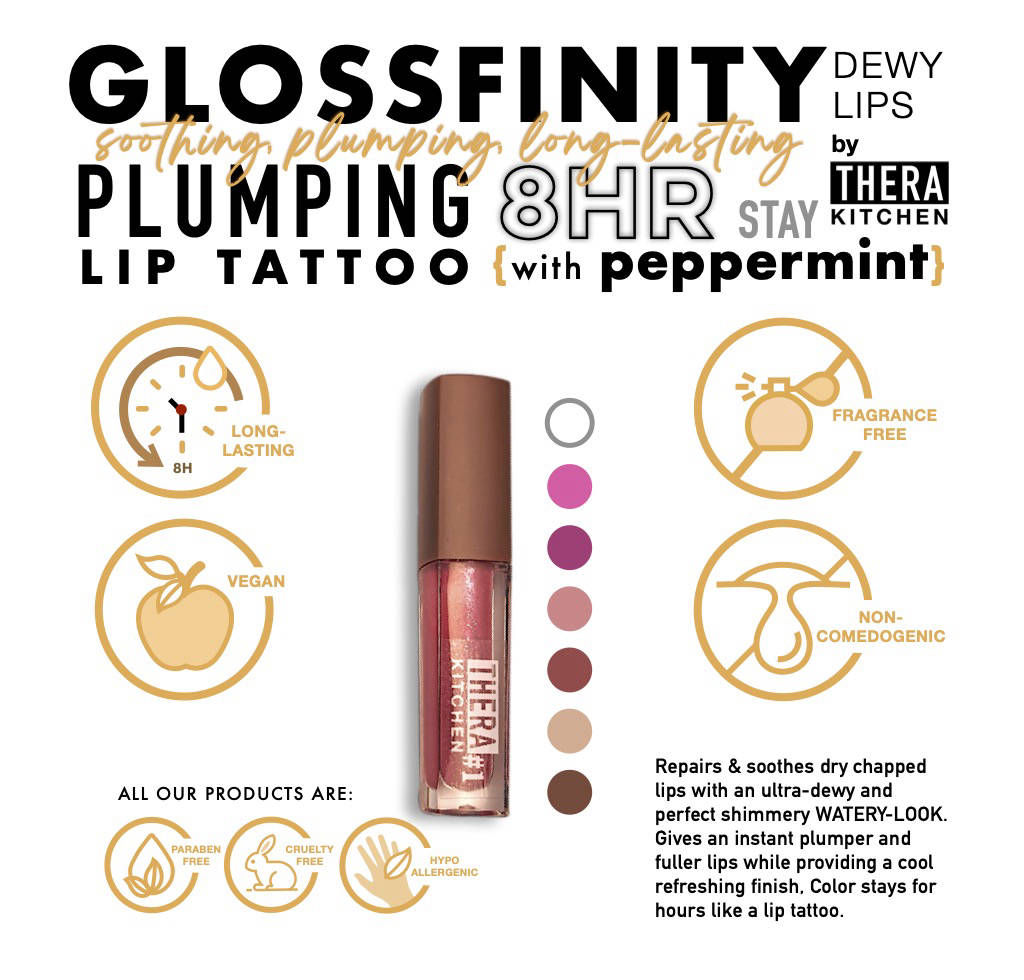 GLOSSFINITY
DEWY
LIPS
soothing, plumping, long-lasting
by
THERA
KITCHEN
PLUMPING 8HR STAY
LIP TATTOO {with peppermint}
8H
LONG-
LASTING
FRAGRANCE
FREE
VEGAN
NON-
COMEDOGENIC
THERA
KITCHEN
#1
ALL OUR PRODUCTS ARE:
PARABEN
FREE
CRUELTY
FREE
HYPO
ALLERGENIC
Repairs & soothes dry chapped
lips with an ultra-dewy and
perfect shimmery WATERY-LOOK.
Gives an instant plumper and
fuller lips while providing a cool
refreshing finish, Color stays for
hours like a lip tattoo.